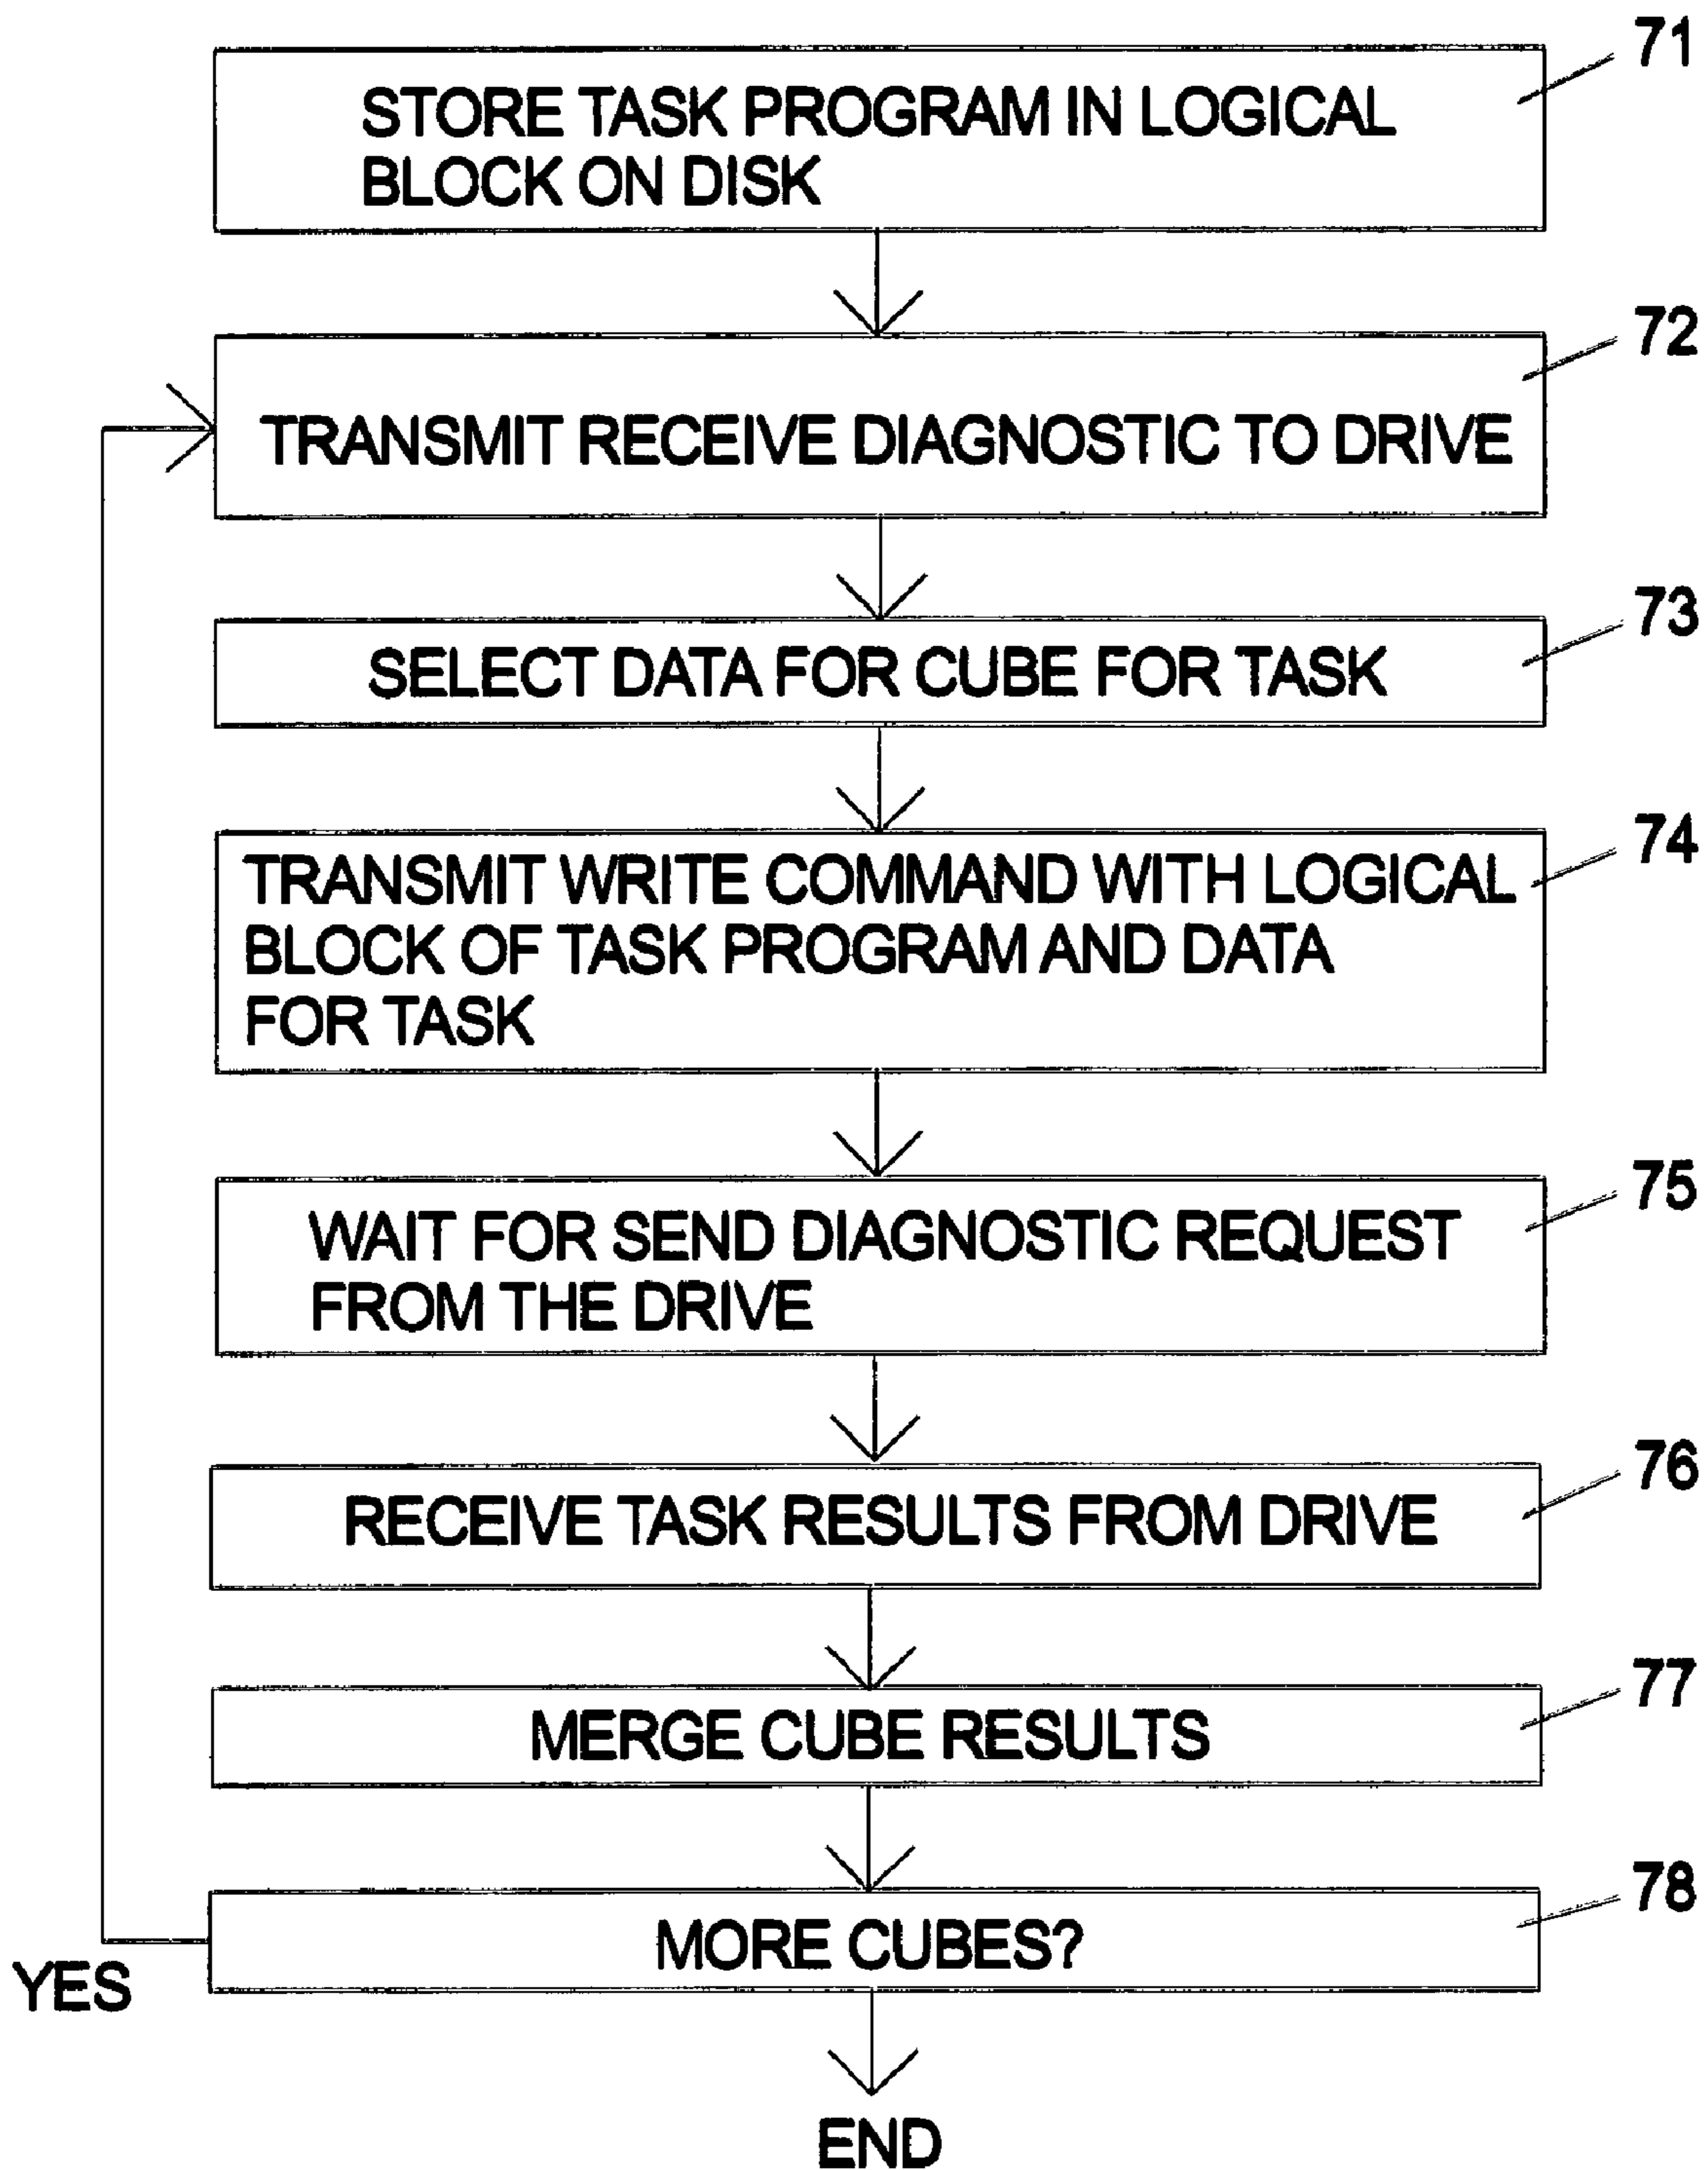 71
STORE TASK PROGRAM IN LOGICAL
BLOCK ON DISK
72
TRANSMIT RECEIVE DIAGNOSTIC TO DRIVE
73
SELECT DATA FOR CUBE FOR TASK
74
TRANSMIT WRITE COMMAND WITH LOGICAL
BLOCK OF TASK PROGRAM AND DATA
FOR TASK
75
WAIT FOR SEND DIAGNOSTIC REQUEST
FROM THE DRIVE
76
RECEIVE TASK RESULTS FROM DRIVE
77
MERGE CUBE RESULTS
78
MORE CUBES?
YES
END